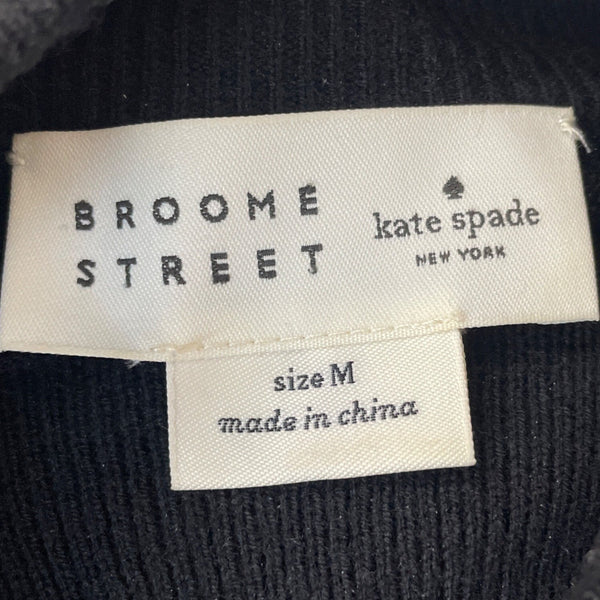 BROOME
STREET
kate spade
NEW YORK
size M
made in china